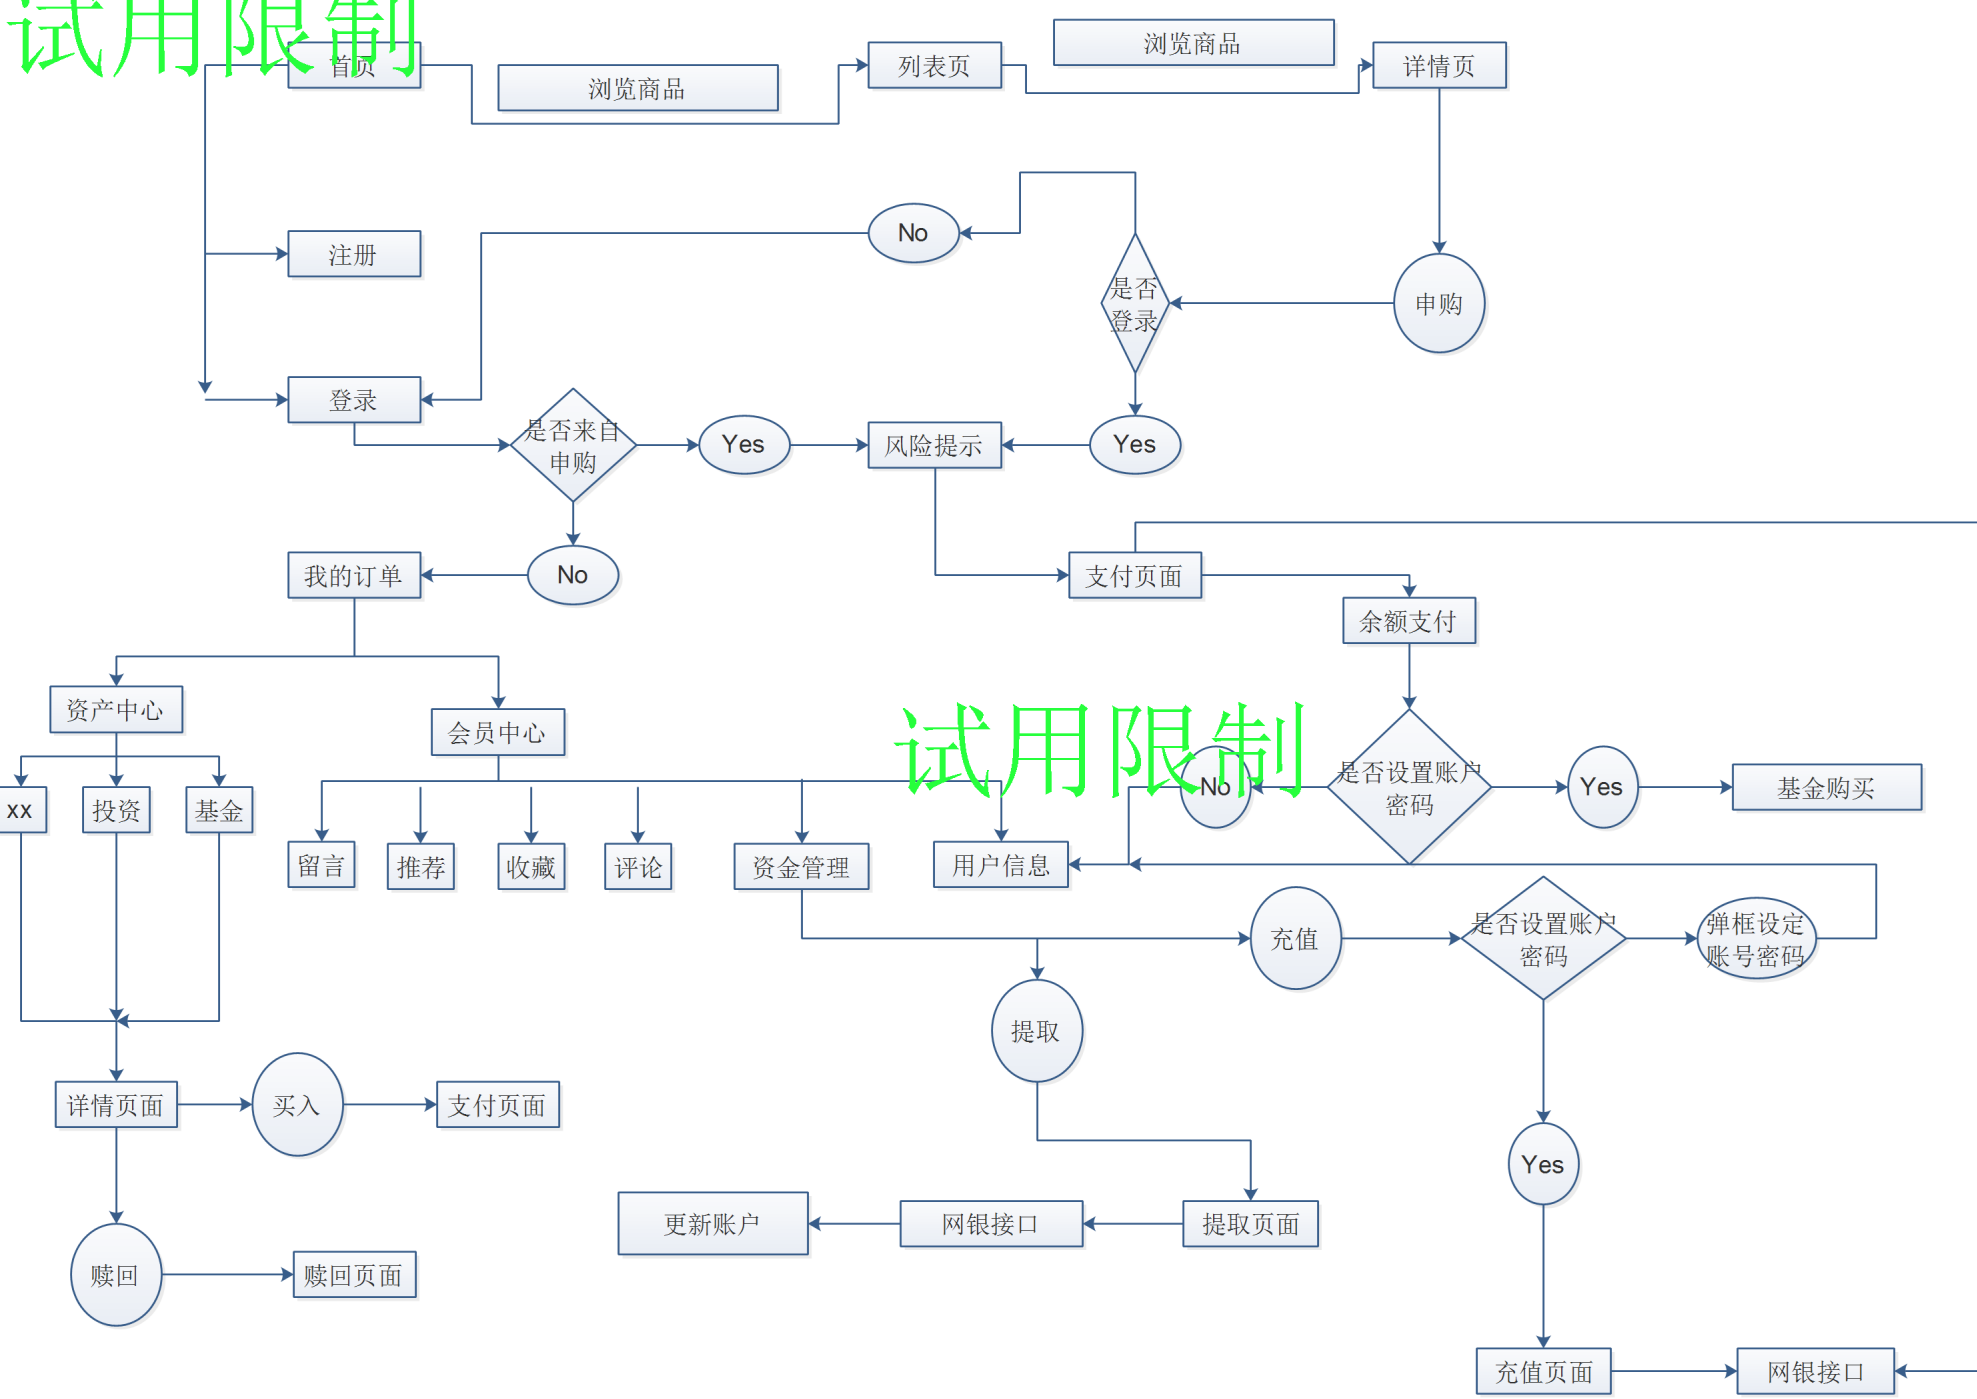 试用限制
首页
浏览商品
列表页
浏览商品
详情页
注册
No
是否
登录
申购
登录
是否来自
申购
Yes
风险提示
Yes
我的订单
No
支付页面
余额支付
资产中心
会员中心
试用限制
xx
投资
基金
No
是否设置账户
密码
Yes
基金购买
留言
推荐
收藏
评论
资金管理
用户信息
充值
是否设置账户
密码
弹框设定
账号密码
提取
详情页面
买入
支付页面
Yes
更新账户
网银接口
提取页面
赎回
赎回页面
充值页面
网银接口